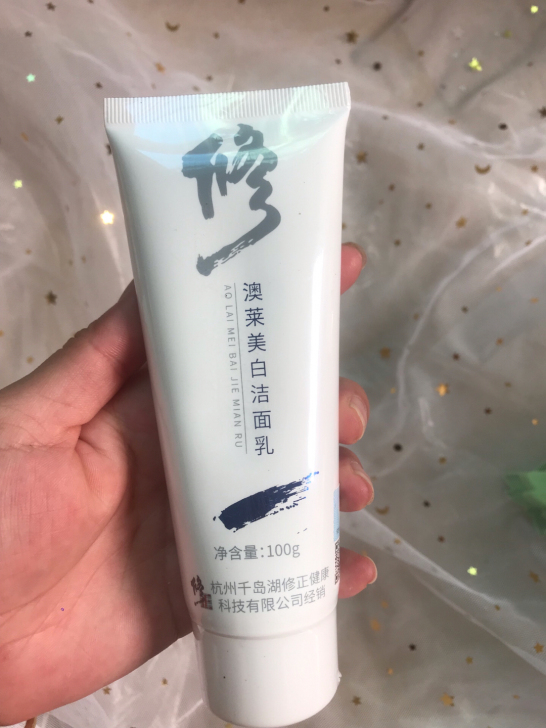 修
澳莱美白洁面乳
AO LAI MEI BAI JIE MIAN RU
净含量:100g
杭州千岛湖修正健康
科技有限公司经销